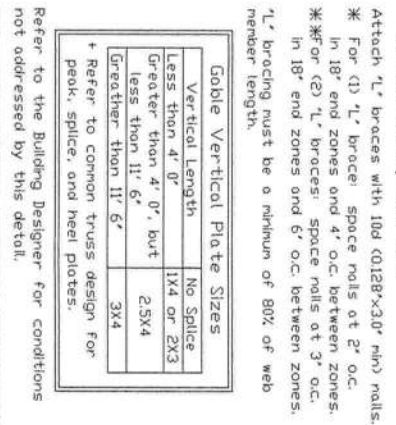 Attach "L" braces with 10d (0.128"x3.0" min) nails.
* For (1) "L" brace: space nails at 2" o.c.
in 18" end zones and 4" o.c. between zones.
**For (2) "L" braces: space nails at 3" o.c.
in 18" end zones and 6" o.c. between zones.
"L" bracing must be a minimum of 80% of web
member length.
Gable Vertical Plate Sizes
Vertical Length No Splice
Less than 4' 0" 1X4 or 2X3
Greater than 4' 0", but
less than 11' 6" 2.5X4
Greather than 11' 6" 3X4
+ Refer to common truss design for
peak, splice, and heel plates.
Refer to the Building Designer for conditions
not addressed by this detail.